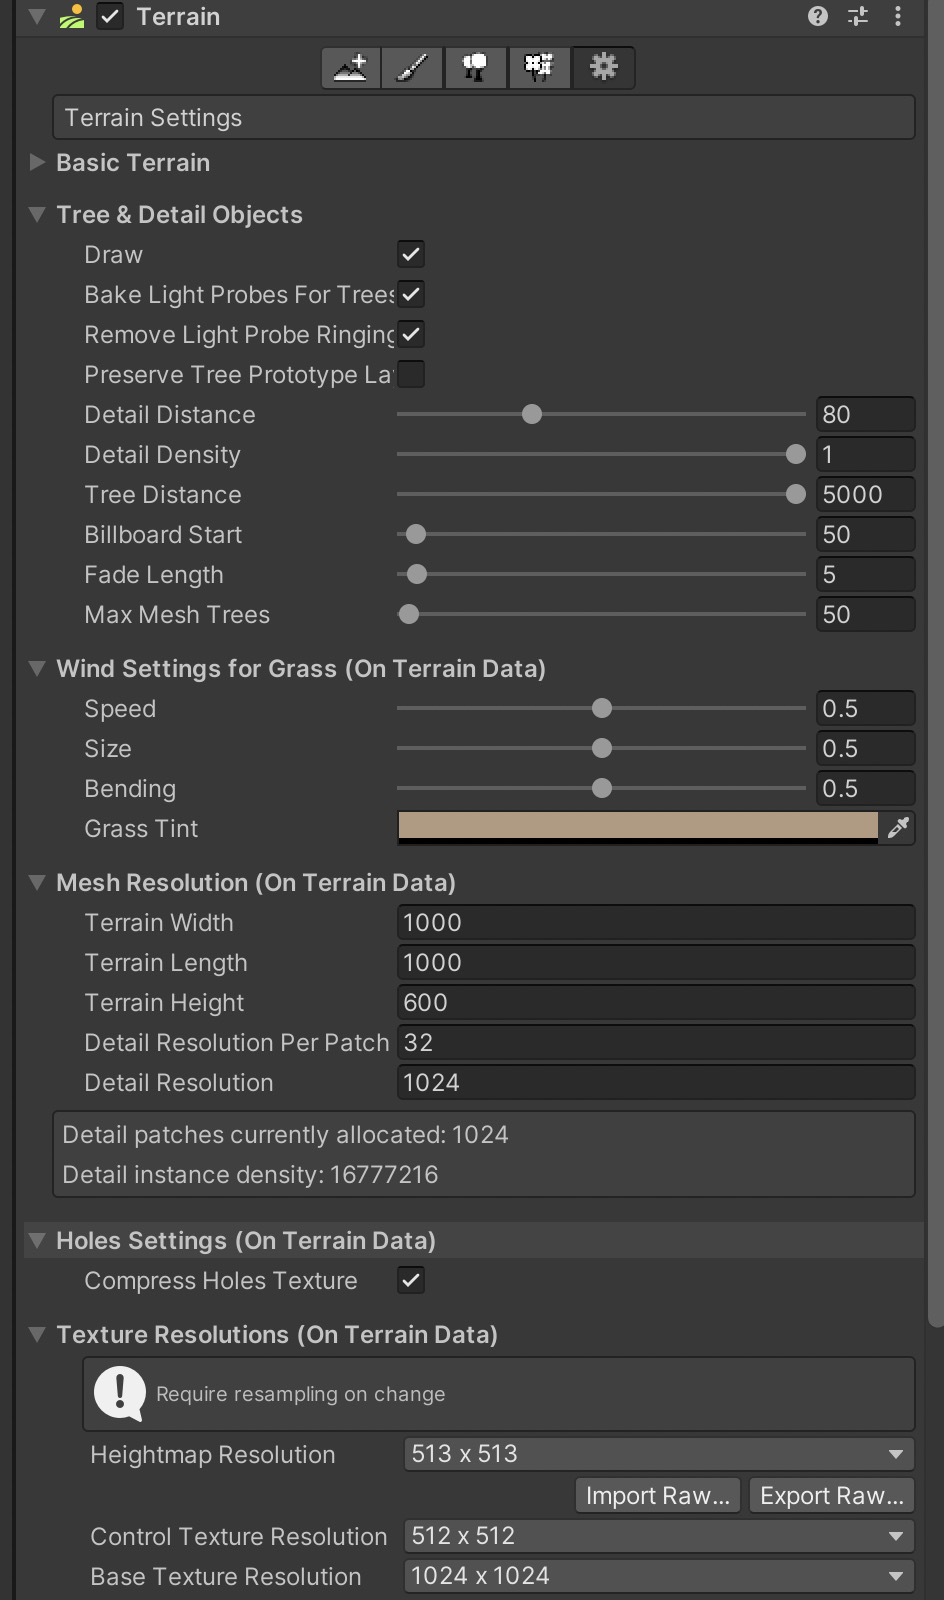 Terrain
Terrain Settings
Basic Terrain
Tree & Detail Objects
Draw
Bake Light Probes For Trees
Remove Light Probe Ringing
Preserve Tree Prototype La
Detail Distance 80
Detail Density 1
Tree Distance 5000
Billboard Start 50
Fade Length 5
Max Mesh Trees 50
Wind Settings for Grass (On Terrain Data)
Speed 0.5
Size 0.5
Bending 0.5
Grass Tint
Mesh Resolution (On Terrain Data)
Terrain Width 1000
Terrain Length 1000
Terrain Height 600
Detail Resolution Per Patch 32
Detail Resolution 1024
Detail patches currently allocated: 1024
Detail instance density: 16777216
Holes Settings (On Terrain Data)
Compress Holes Texture
Texture Resolutions (On Terrain Data)
Require resampling on change
Heightmap Resolution 513 x 513
Import Raw... Export Raw...
Control Texture Resolution 512 x 512
Base Texture Resolution 1024 x 1024